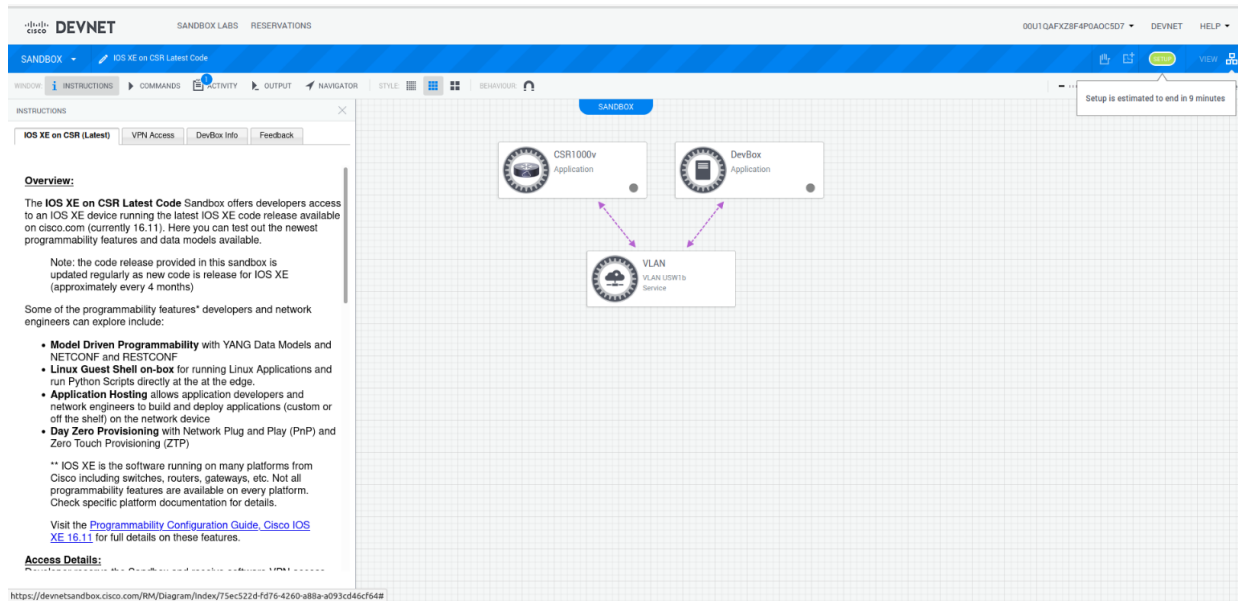 cisco DEVNET SANDBOX LABS RESERVATIONS 00U1QAFXZ8F4P0AOC5D7 DEVNET HELP
SANDBOX IOS XE on CSR Latest Code SETUP VIEW
WINDOW: INSTRUCTIONS COMMANDS 1 ACTIVITY OUTPUT NAVIGATOR STYLE: BEHAVIOUR:
Setup is estimated to end in 9 minutes
INSTRUCTIONS
IOS XE on CSR (Latest) VPN Access DevBox Info Feedback
Overview:
The IOS XE on CSR Latest Code Sandbox offers developers access
to an IOS XE device running the latest IOS XE code release available
on cisco.com (currently 16.11). Here you can test out the newest
programmability features and data models available.
Note: the code release provided in this sandbox is
updated regularly as new code is release for IOS XE
(approximately every 4 months)
Some of the programmability features* developers and network
engineers can explore include:
• Model Driven Programmability with YANG Data Models and
NETCONF and RESTCONF
• Linux Guest Shell on-box for running Linux Applications and
run Python Scripts directly at the at the edge.
• Application Hosting allows application developers and
network engineers to build and deploy applications (custom or
off the shelf) on the network device
• Day Zero Provisioning with Network Plug and Play (PnP) and
Zero Touch Provisioning (ZTP)
** IOS XE is the software running on many platforms from
Cisco including switches, routers, gateways, etc. Not all
programmability features are available on every platform.
Check specific platform documentation for details.
Visit the Programmability Configuration Guide, Cisco IOS
XE 16.11 for full details on these features.
Access Details:
https://devnetsandbox.cisco.com/RM/Diagram/Index/75ec522d-fd76-4260-a88a-a093cd46cf64#
SANDBOX
CSR1000v
Application
DevBox
Application
VLAN
VLAN USW1b
Service